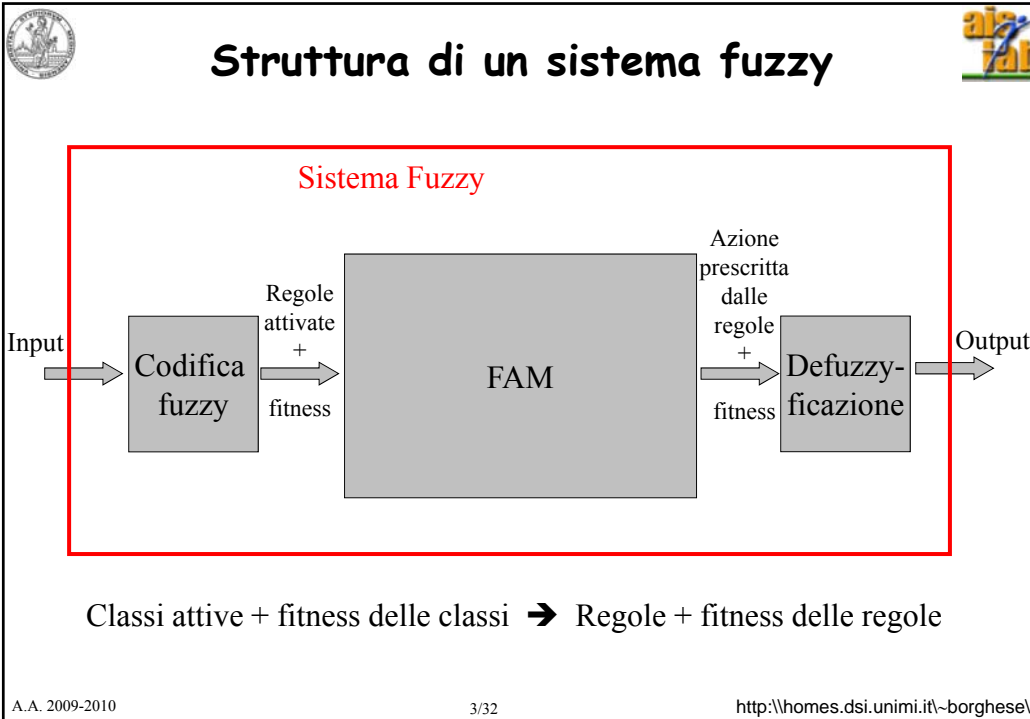 Struttura di un sistema fuzzy
Sistema Fuzzy
Input
Codifica
fuzzy
Regole
attivate
+
fitness
FAM
Azione
prescritta
dalle
regole
+
fitness
Defuzzy-
ficazione
Output
Classi attive + fitness delle classi ➔ Regole + fitness delle regole
A.A. 2009-2010
3/32
http:\\homes.dsi.unimi.it\~borghese\